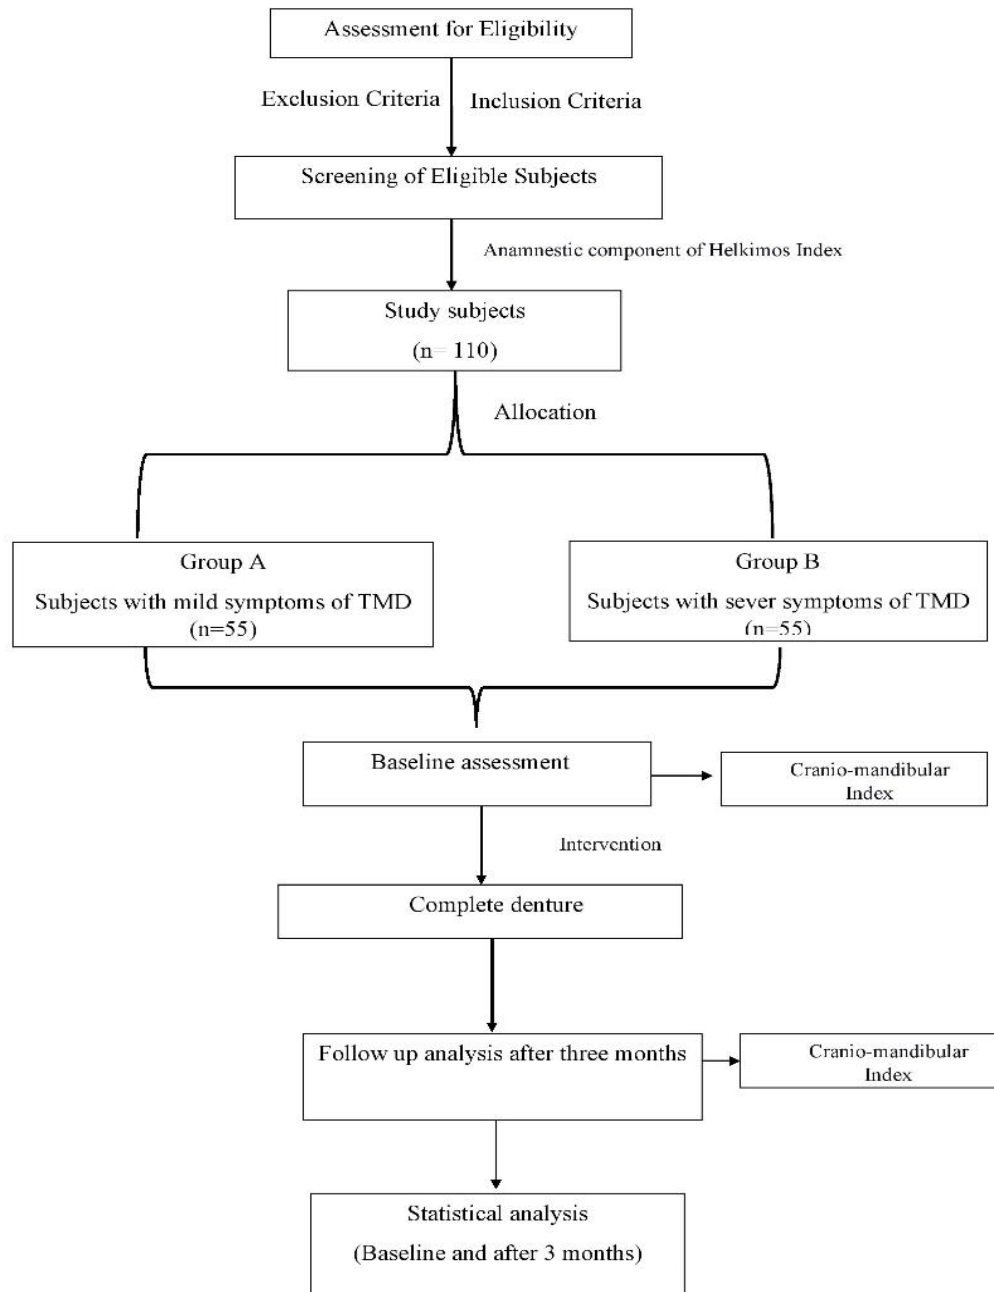 Assessment for Eligibility
Exclusion Criteria
Inclusion Criteria
Screening of Eligible Subjects
Anamnestic component of Helkimos Index
Study subjects
(n= 110)
Allocation
Group A
Subjects with mild symptoms of TMD
(n=55)
Group B
Subjects with sever symptoms of TMD
(n=55)
Baseline assessment
Cranio-mandibular
Index
Intervention
Complete denture
Follow up analysis after three months
Cranio-mandibular
Index
Statistical analysis
(Baseline and after 3 months)